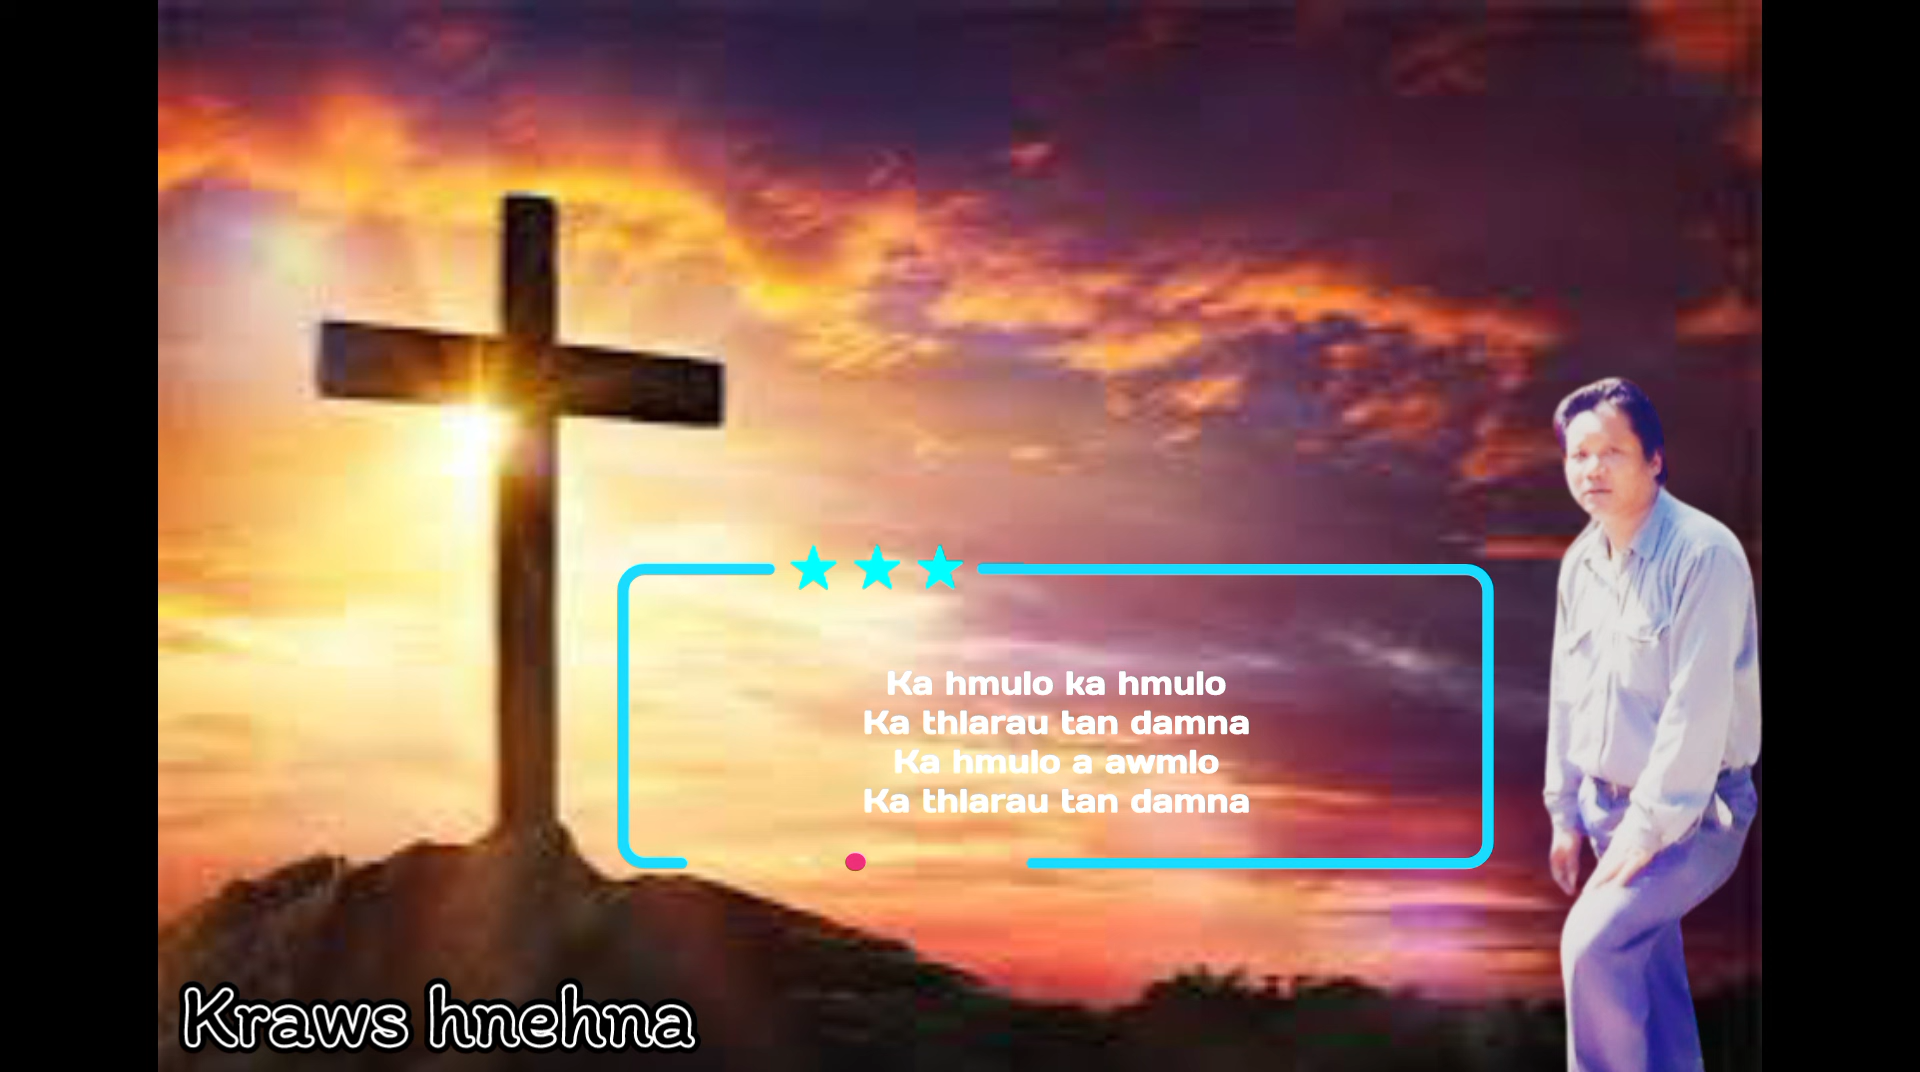 Ka hmulo ka hmulo
Ka thlarau tan damna
Ka hmulo a awmlo
Ka thlarau tan damna
Kraws hnehna